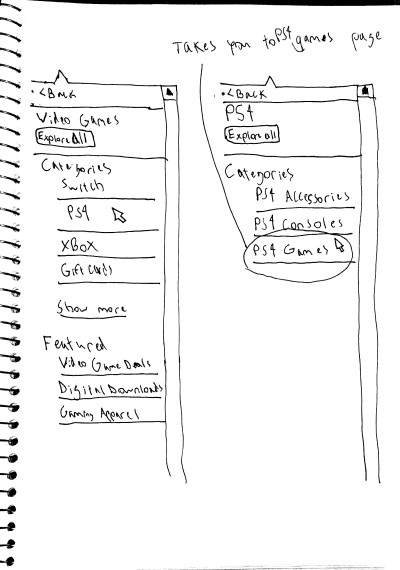 Takes you to PS4 games page
<Back
Video Games
Explore All
Categories
Switch
PS4
XBOX
Gift Cards
Show more
Featured
Video Game Deals
Digital Downloads
Gaming Apparel
<Back
PS4
Explore all
Categories
PS4 Accessories
PS4 Consoles
PS4 Games